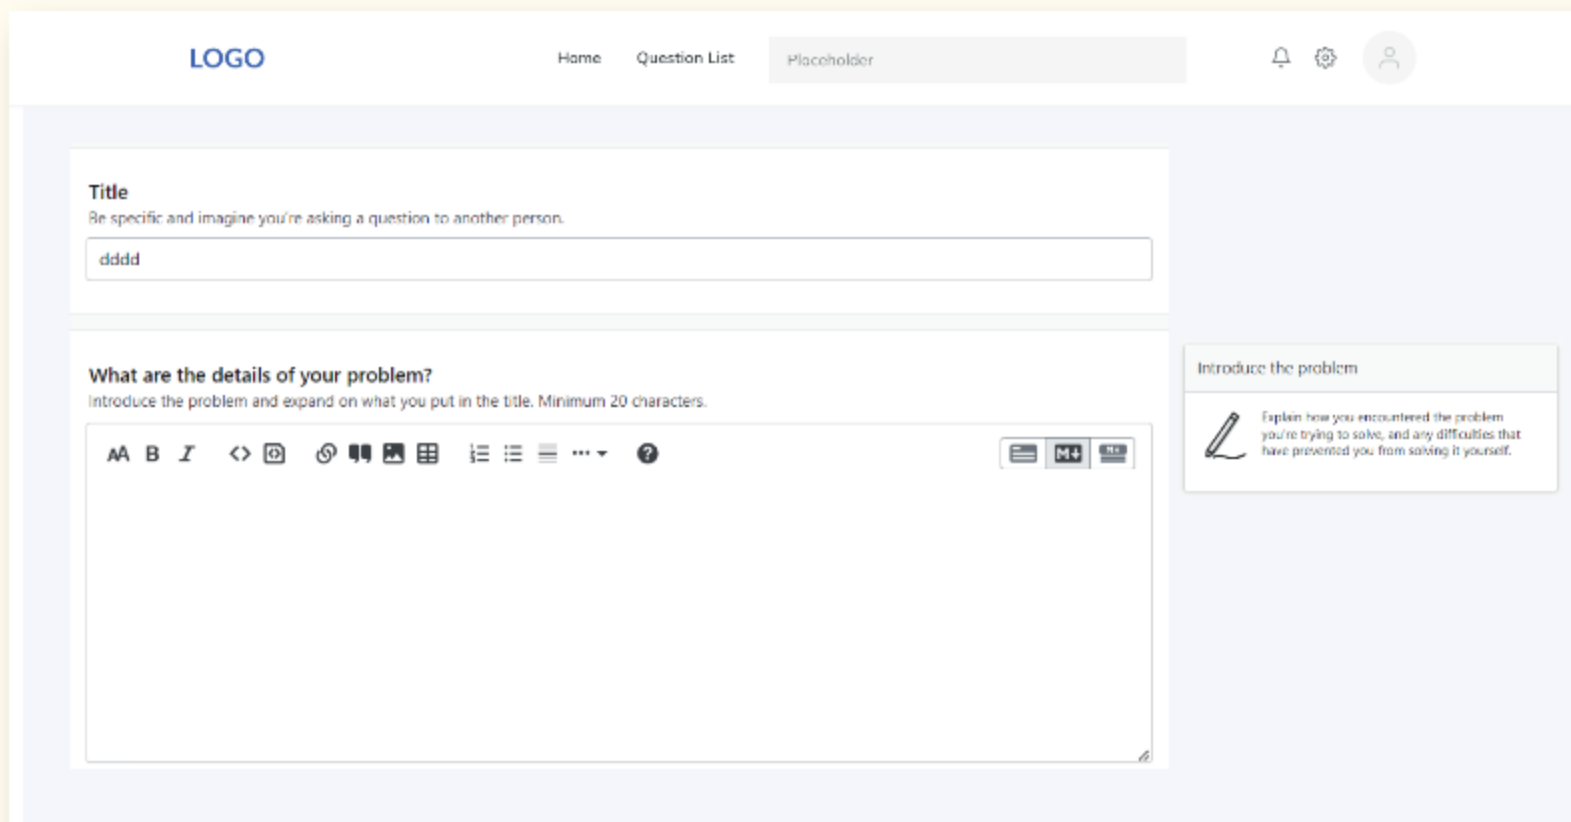 LOGO
Home
Question List
Placeholder
Title
Be specific and imagine you're asking a question to another person.
dddd
What are the details of your problem?
Introduce the problem and expand on what you put in the title. Minimum 20 characters.
AA B I
M↓
Introduce the problem
Explain how you encountered the problem
you're trying to solve, and any difficulties that
have prevented you from solving it yourself.